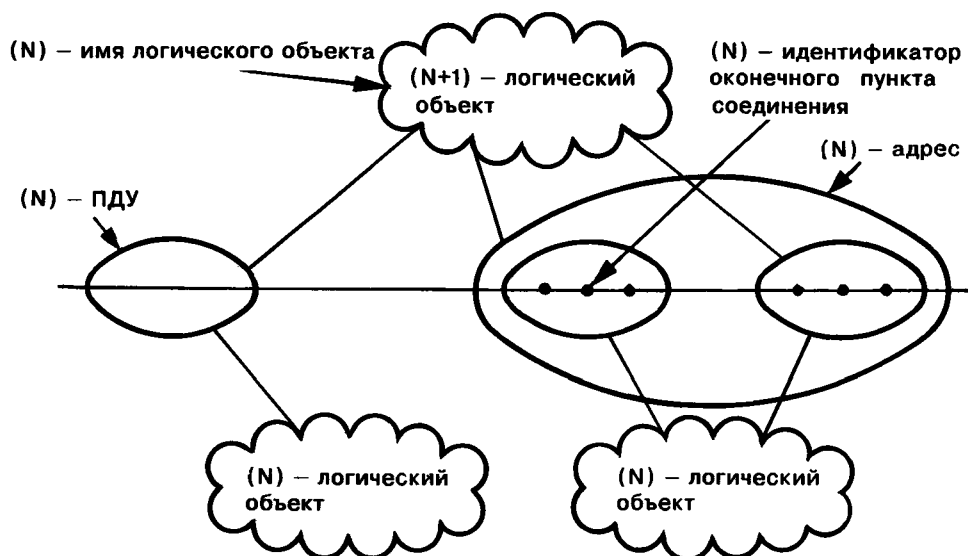 (N) – имя логического объекта
(N+1) – логический
объект
(N) – идентификатор
оконечного пункта
соединения
(N) – адрес
(N) – ПДУ
(N) – логический
объект
(N) – логический
объект